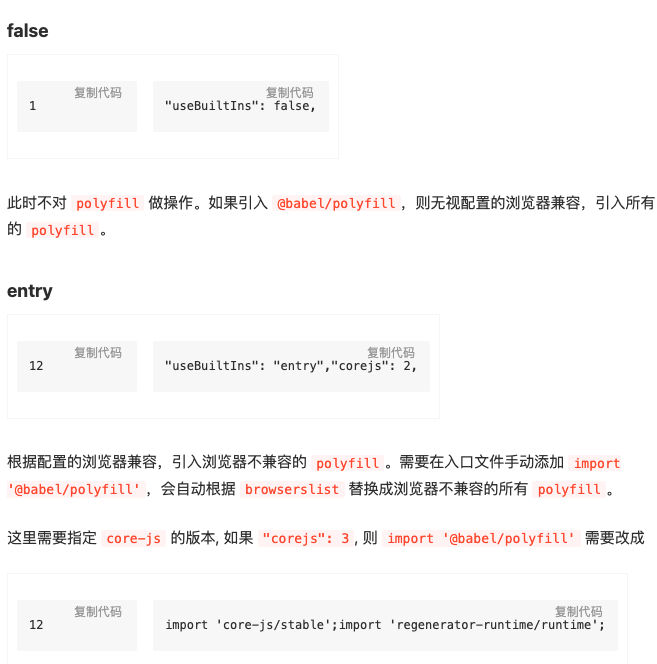 false
复制代码 复制代码
1 "useBuiltIns": false,
此时不对 polyfill 做操作。如果引入 @babel/polyfill，则无视配置的浏览器兼容，引入所有
的 polyfill。
entry
复制代码 复制代码
12 "useBuiltIns": "entry","corejs": 2,
根据配置的浏览器兼容，引入浏览器不兼容的 polyfill。需要在入口文件手动添加 import
'@babel/polyfill'，会自动根据 browserslist 替换成浏览器不兼容的所有 polyfill。
这里需要指定 core-js 的版本, 如果 "corejs": 3, 则 import '@babel/polyfill' 需要改成
复制代码 复制代码
12 import 'core-js/stable';import 'regenerator-runtime/runtime';